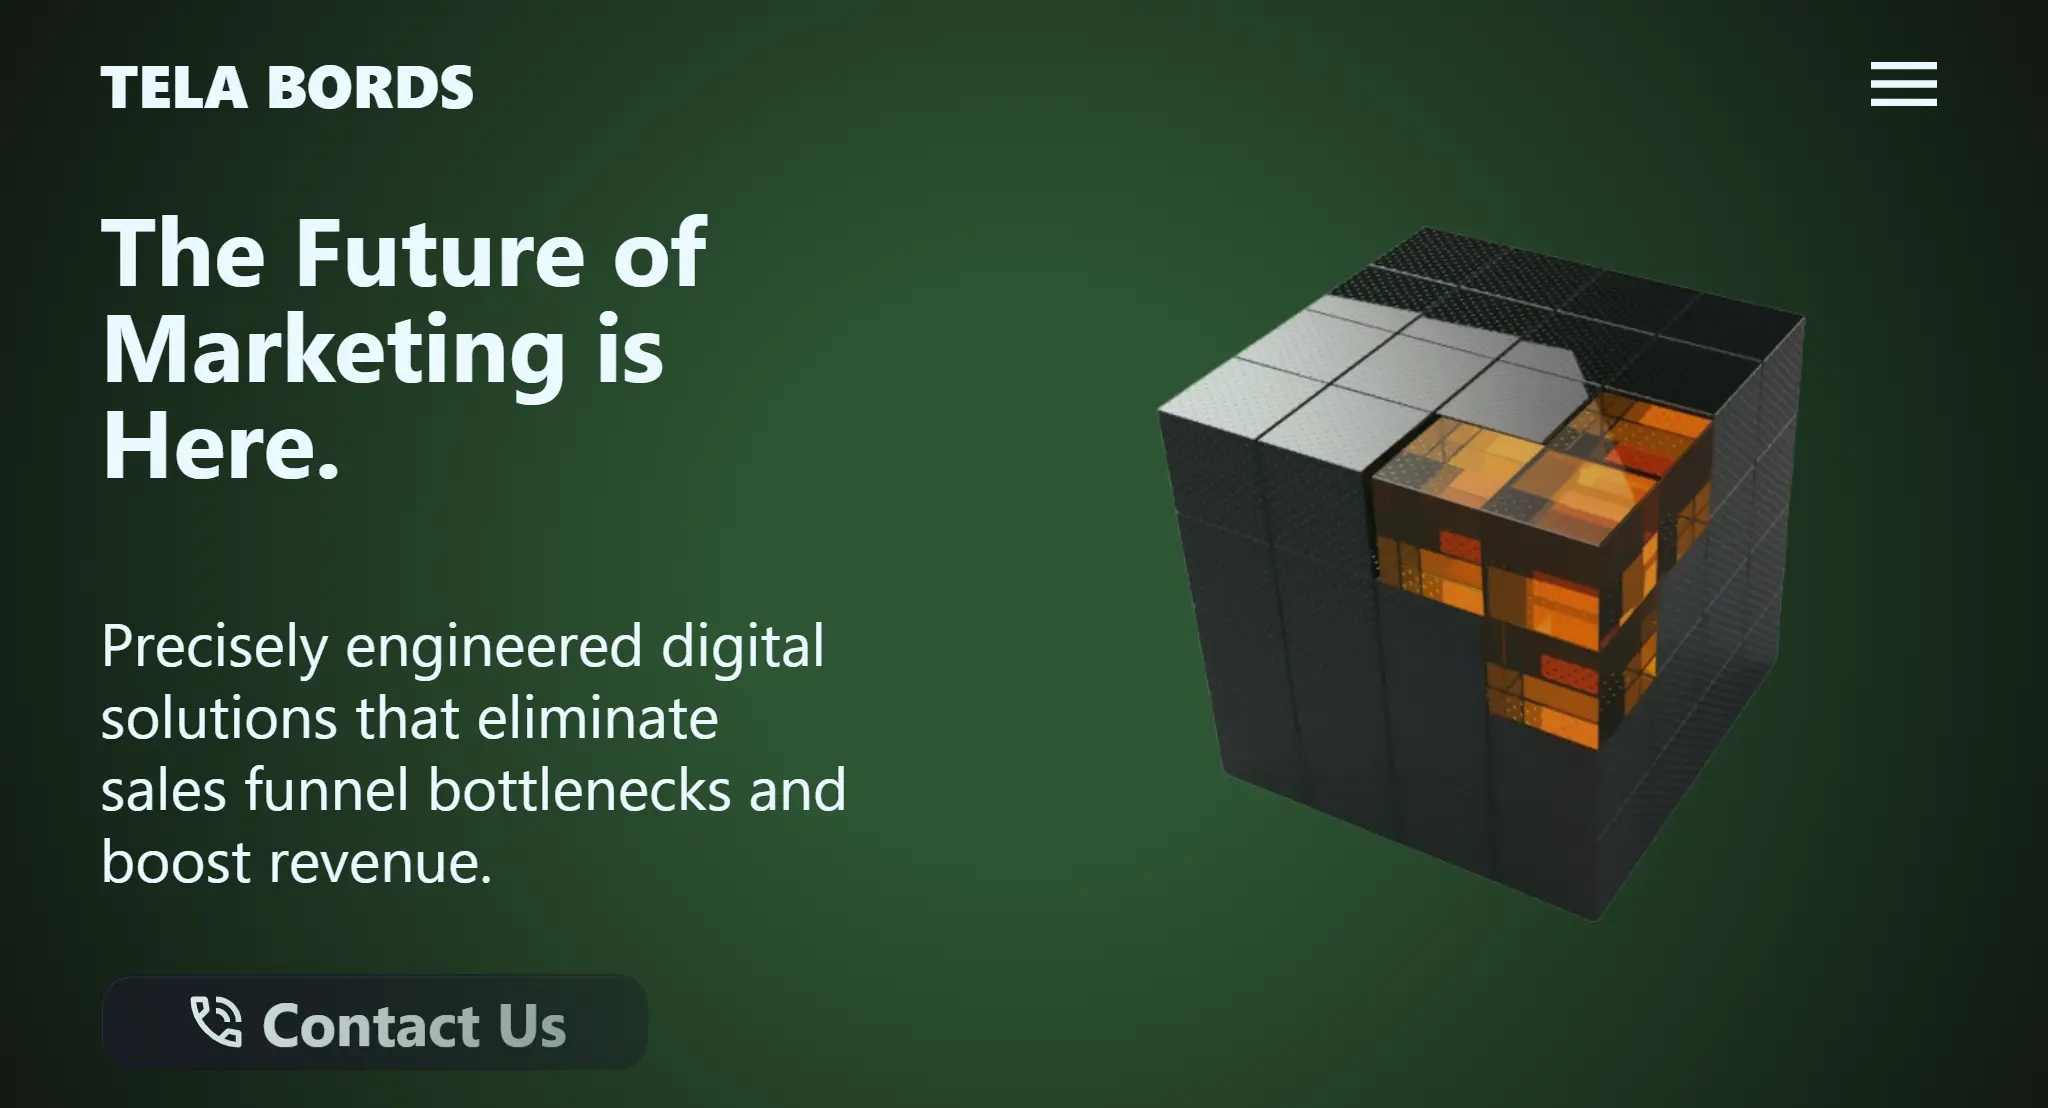 TELA BORDS
The Future of
Marketing is
Here.
Precisely engineered digital
solutions that eliminate
sales funnel bottlenecks and
boost revenue.
Contact Us